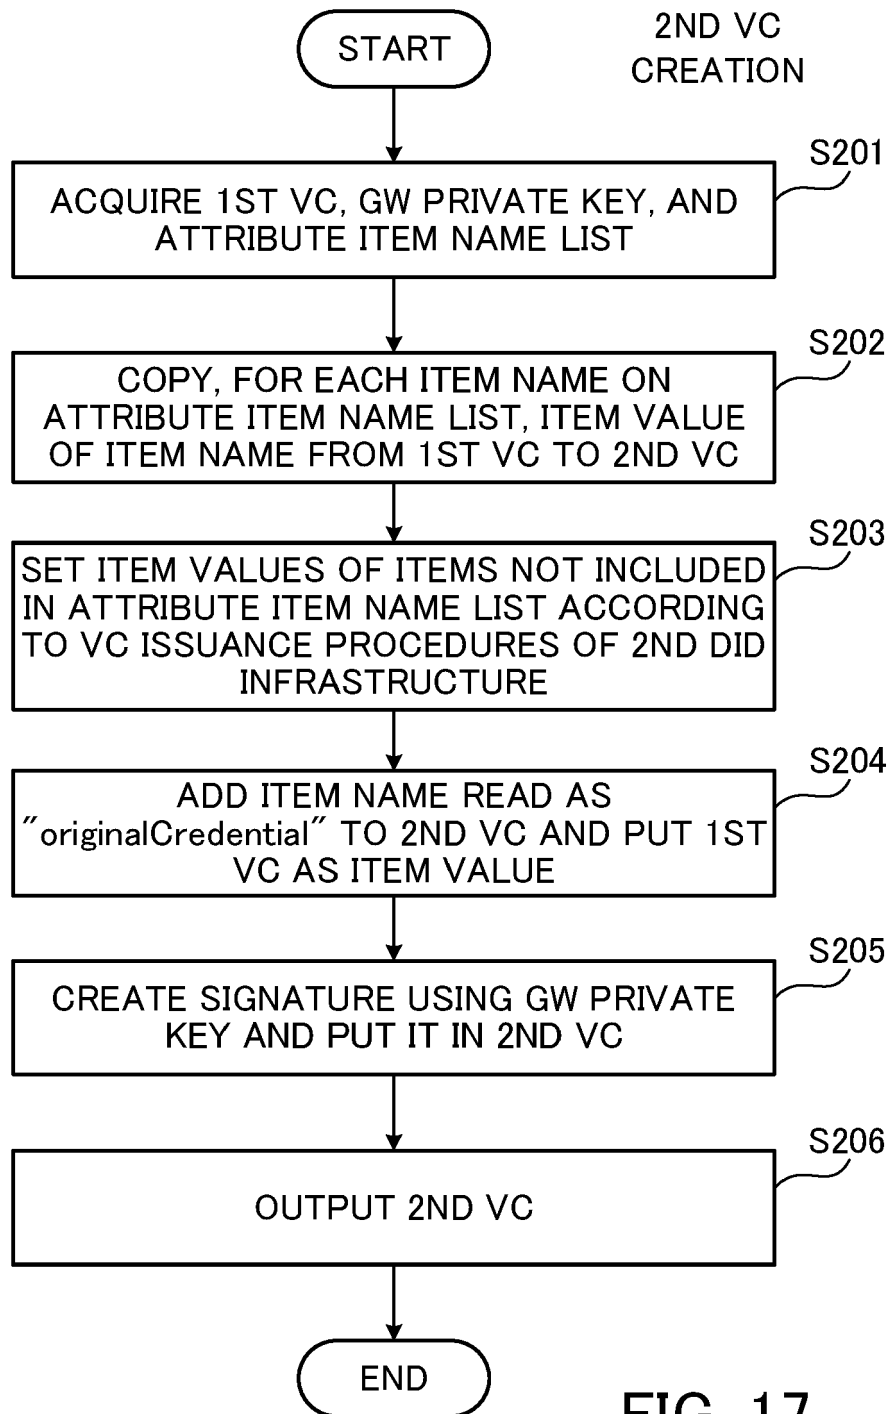 START
2ND VC
CREATION
S201
ACQUIRE 1ST VC, GW PRIVATE KEY, AND
ATTRIBUTE ITEM NAME LIST
S202
COPY, FOR EACH ITEM NAME ON
ATTRIBUTE ITEM NAME LIST, ITEM VALUE
OF ITEM NAME FROM 1ST VC TO 2ND VC
S203
SET ITEM VALUES OF ITEMS NOT INCLUDED
IN ATTRIBUTE ITEM NAME LIST ACCORDING
TO VC ISSUANCE PROCEDURES OF 2ND DID
INFRASTRUCTURE
S204
ADD ITEM NAME READ AS
"originalCredential" TO 2ND VC AND PUT 1ST
VC AS ITEM VALUE
S205
CREATE SIGNATURE USING GW PRIVATE
KEY AND PUT IT IN 2ND VC
S206
OUTPUT 2ND VC
END
FIG. 17